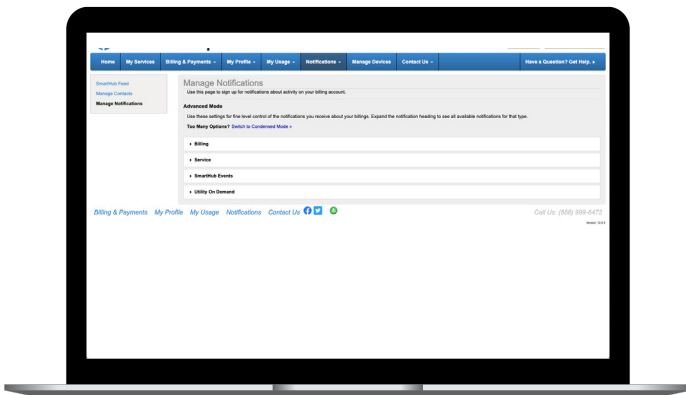 Home My Services Billing & Payments My Profile My Usage Notifications Manage Devices Contact Us Have a Question? Get Help.
SmartHub Feed
Manage Contacts
Manage Notifications
Manage Notifications
Use this page to sign up for notifications about activity on your billing account.
Advanced Mode
Use these settings for fine level control of the notifications you receive about your billings. Expand the notification heading to see all available notifications for that type.
Too Many Options? Switch to Condensed Mode »
Billing
Service
SmartHub Events
Utility On Demand
Billing & Payments My Profile My Usage Notifications Contact Us Call Us: